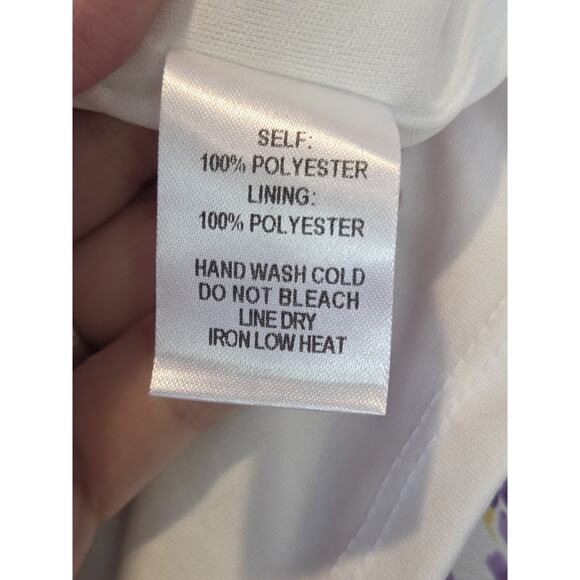 SELF:
100% POLYESTER
LINING:
100% POLYESTER
HAND WASH COLD
DO NOT BLEACH
LINE DRY
IRON LOW HEAT